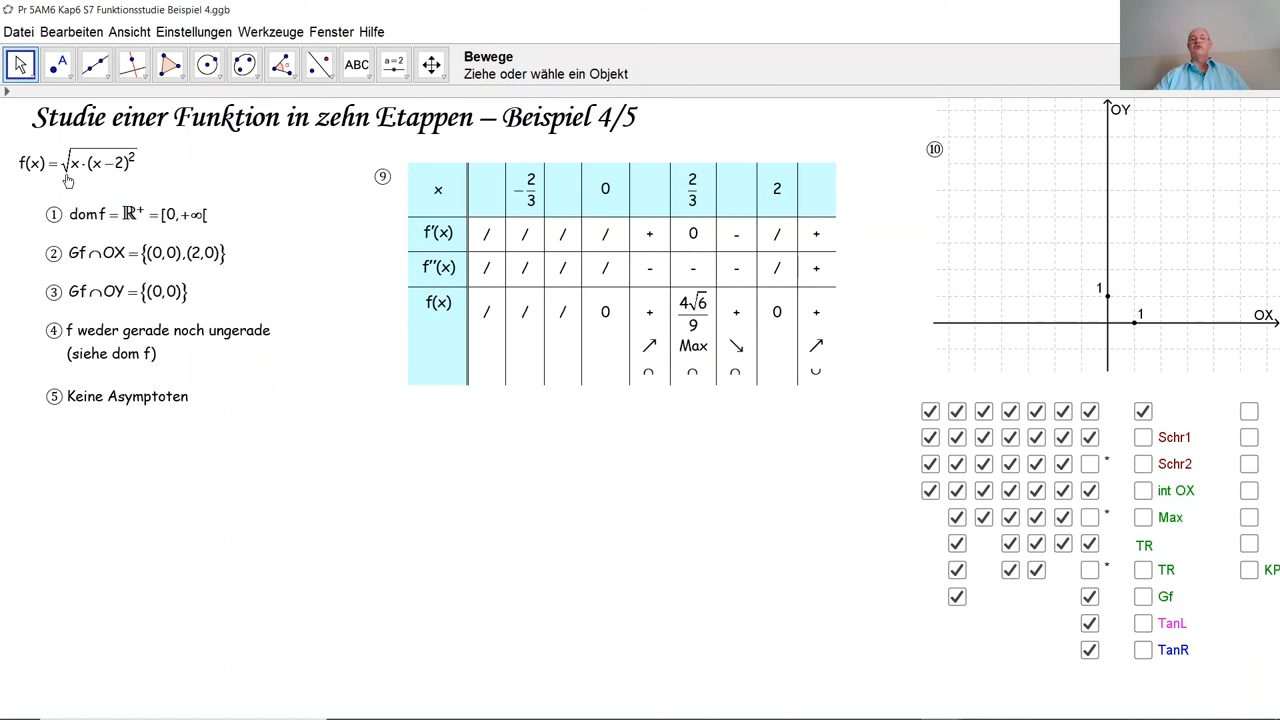 Pr 5AM6 Kap6 S7 Funktionsstudie Beispiel 4.ggb
Datei Bearbeiten Ansicht Einstellungen Werkzeuge Fenster Hilfe
A ABC a=2
Bewege
Ziehe oder wähle ein Objekt
Studie einer Funktion in zehn Etappen – Beispiel 4/5
f(x) = √x·(x−2)²
① dom f = ℝ⁺ = [0,+∞[
② Gf∩OX = {(0,0),(2,0)}
③ Gf∩OY = {(0,0)}
④ f weder gerade noch ungerade
(siehe dom f)
⑤ Keine Asymptoten
⑨
x −2/3 0 2/3 2
f'(x) / / / / + 0 - / +
f''(x) / / / / - - - / +
f(x) / / / 0 + 4√6/9 + 0 +
↗ Max ↘ ↗
∩ ∩ ∩ ∪
⑩
OY
1
1
OX
Schr1
* Schr2
int OX
* Max
TR
* TR KP
Gf
TanL
TanR